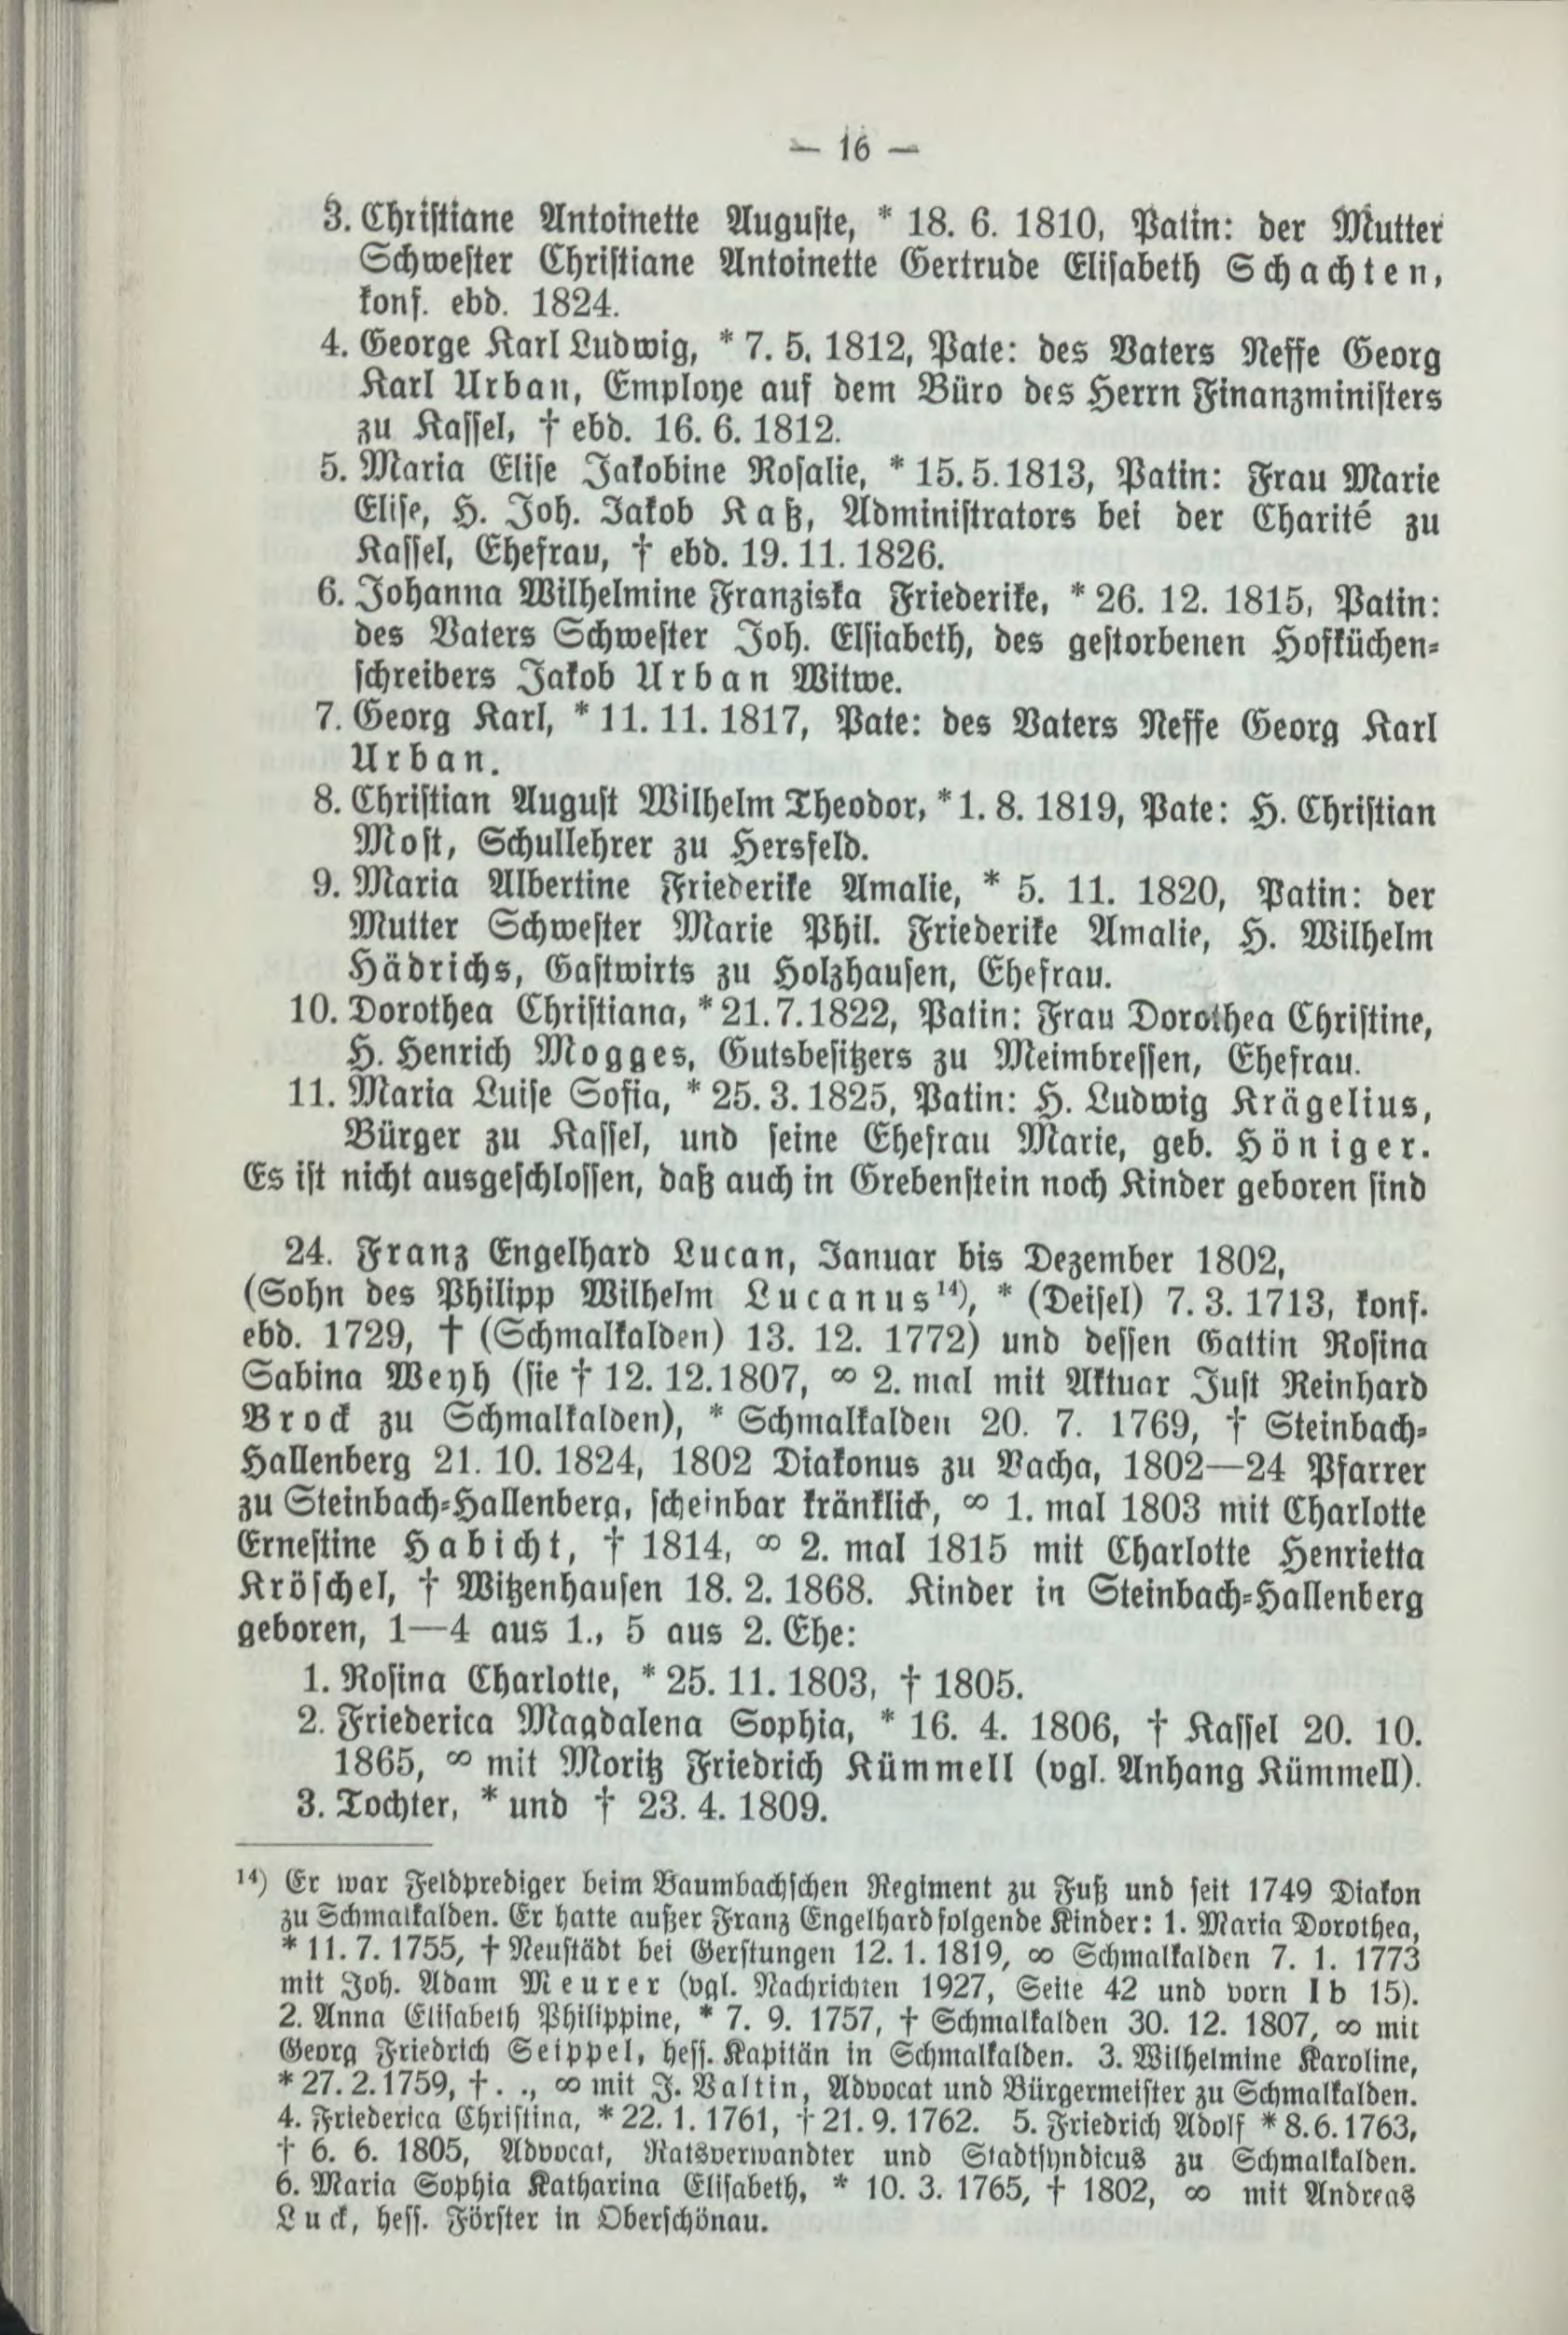 — 16 —
3. Christiane Antoinette Auguste, * 18. 6. 1810, Patin: der Mutter
Schwester Christiane Antoinette Gertrude Elisabeth Schachten,
konf. ebd. 1824.
4. George Karl Ludwig, * 7. 5. 1812, Pate: des Vaters Neffe Georg
Karl Urban, Employe auf dem Büro des Herrn Finanzministers
zu Kassel, † ebd. 16. 6. 1812.
5. Maria Elise Jakobine Rosalie, * 15. 5. 1813, Patin: Frau Marie
Elise, H. Joh. Jakob Kaß, Administrators bei der Charité zu
Kassel, Ehefrau, † ebd. 19. 11. 1826.
6. Johanna Wilhelmine Franziska Friederike, * 26. 12. 1815, Patin:
des Vaters Schwester Joh. Elsiabeth, des gestorbenen Hofküchen-
schreibers Jakob Urban Witwe.
7. Georg Karl, * 11. 11. 1817, Pate: des Vaters Neffe Georg Karl
Urban.
8. Christian August Wilhelm Theodor, * 1. 8. 1819, Pate: H. Christian
Most, Schullehrer zu Hersfeld.
9. Maria Albertine Friederike Amalie, * 5. 11. 1820, Patin: der
Mutter Schwester Marie Phil. Friederike Amalie, H. Wilhelm
Hädrichs, Gastwirts zu Holzhausen, Ehefrau.
10. Dorothea Christiana, * 21. 7. 1822, Patin: Frau Dorothea Christine,
H. Henrich Mogges, Gutsbesitzers zu Meimbressen, Ehefrau.
11. Maria Luise Sofia, * 25. 3. 1825, Patin: H. Ludwig Krägelius,
Bürger zu Kassel, und seine Ehefrau Marie, geb. Höniger.
Es ist nicht ausgeschlossen, daß auch in Grebenstein noch Kinder geboren sind
24. Franz Engelhard Lucan, Januar bis Dezember 1802,
(Sohn des Philipp Wilhelm Lucanus¹⁴), * (Deisel) 7. 3. 1713, konf.
ebd. 1729, † (Schmalkalden) 13. 12. 1772) und dessen Gattin Rosina
Sabina Weyh (sie † 12. 12. 1807, ∞ 2. mal mit Aktuar Just Reinhard
Brock zu Schmalkalden), * Schmalkalden 20. 7. 1769, † Steinbach-
Hallenberg 21. 10. 1824, 1802 Diakonus zu Vacha, 1802—24 Pfarrer
zu Steinbach-Hallenberg, scheinbar kränklich, ∞ 1. mal 1803 mit Charlotte
Ernestine Habicht, † 1814, ∞ 2. mal 1815 mit Charlotte Henrietta
Kröschel, † Witzenhausen 18. 2. 1868. Kinder in Steinbach-Hallenberg
geboren, 1—4 aus 1., 5 aus 2. Ehe:
1. Rosina Charlotte, * 25. 11. 1803, † 1805.
2. Friederica Magdalena Sophia, * 16. 4. 1806, † Kassel 20. 10.
1865, ∞ mit Moritz Friedrich Kümmell (vgl. Anhang Kümmell).
3. Tochter, * und † 23. 4. 1809.
¹⁴) Er war Feldprediger beim Baumbachschen Regiment zu Fuß und seit 1749 Diakon
zu Schmalkalden. Er hatte außer Franz Engelhard folgende Kinder: 1. Maria Dorothea,
* 11. 7. 1755, † Neustädt bei Gerstungen 12. 1. 1819, ∞ Schmalkalden 7. 1. 1773
mit Joh. Adam Meurer (vgl. Nachrichten 1927, Seite 42 und vorn I b 15).
2. Anna Elisabeth Philippine, * 7. 9. 1757, † Schmalkalden 30. 12. 1807, ∞ mit
Georg Friedrich Seippel, hess. Kapitän in Schmalkalden. 3. Wilhelmine Karoline,
* 27. 2. 1759, † . ., ∞ mit J. Valtin, Advocat und Bürgermeister zu Schmalkalden.
4. Friederica Christina, * 22. 1. 1761, † 21. 9. 1762. 5. Friedrich Adolf * 8. 6. 1763,
† 6. 6. 1805, Advocat, Ratsverwandter und Stadtsyndicus zu Schmalkalden.
6. Maria Sophia Katharina Elisabeth, * 10. 3. 1765, † 1802, ∞ mit Andreas
Luck, hess. Förster in Oberschönau.